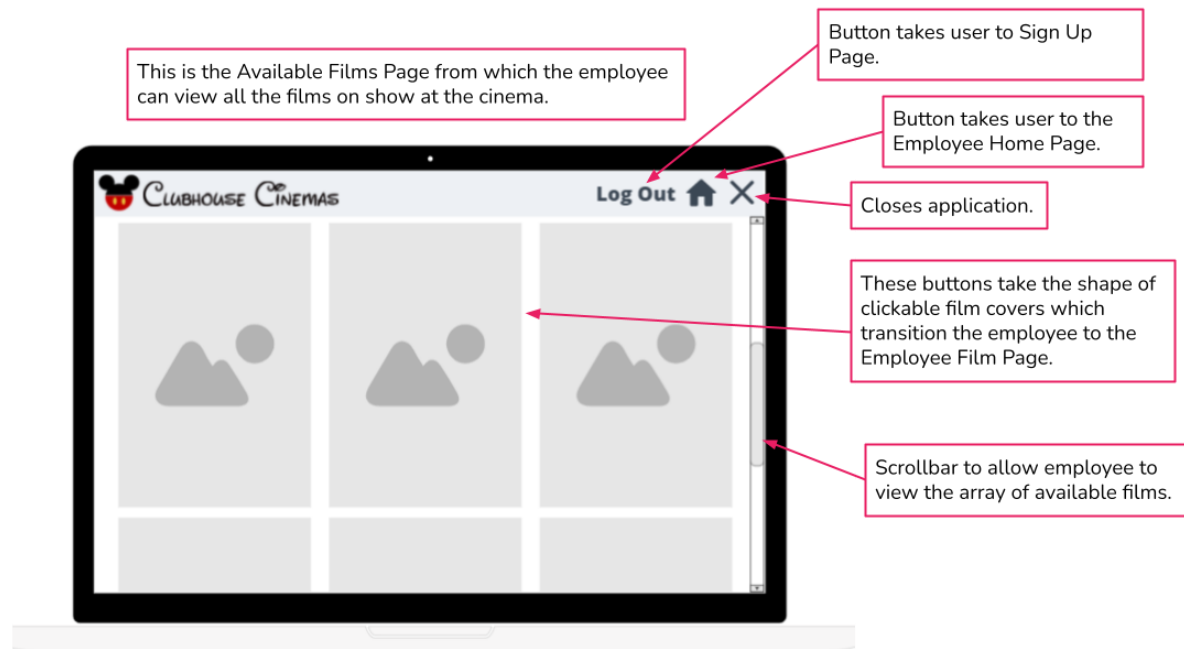 Button takes user to Sign Up
Page.
This is the Available Films Page from which the employee
can view all the films on show at the cinema.
Button takes user to the
Employee Home Page.
Clubhouse Cinemas
Log Out
Closes application.
These buttons take the shape of
clickable film covers which
transition the employee to the
Employee Film Page.
Scrollbar to allow employee to
view the array of available films.